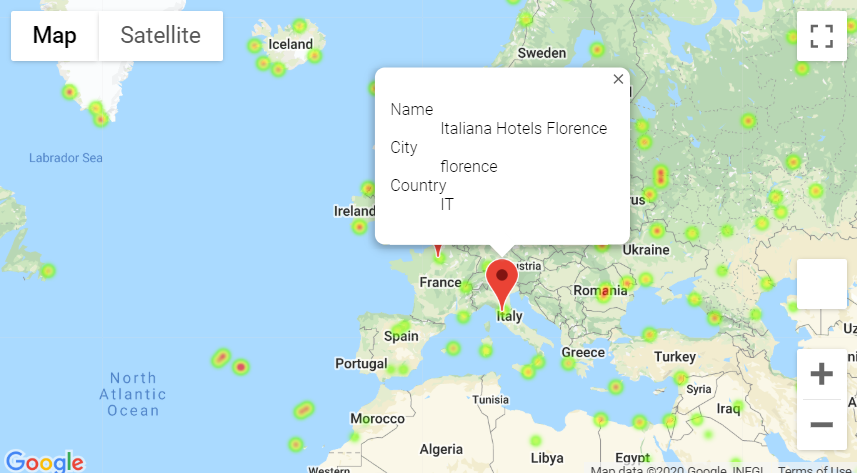 Map
Satellite
Iceland
Sweden
Name
Italiana Hotels Florence
City
florence
Country
IT
Labrador Sea
Ireland
Ukraine
France
Romania
Italy
Spain
Portugal
Greece
Turkey
North
Atlantic
Ocean
Syria
Tunisia
Morocco
Iraq
Algeria
Libya
Egypt
Western
Google
Map data ©2020 Google, INEGI
Terms of Use